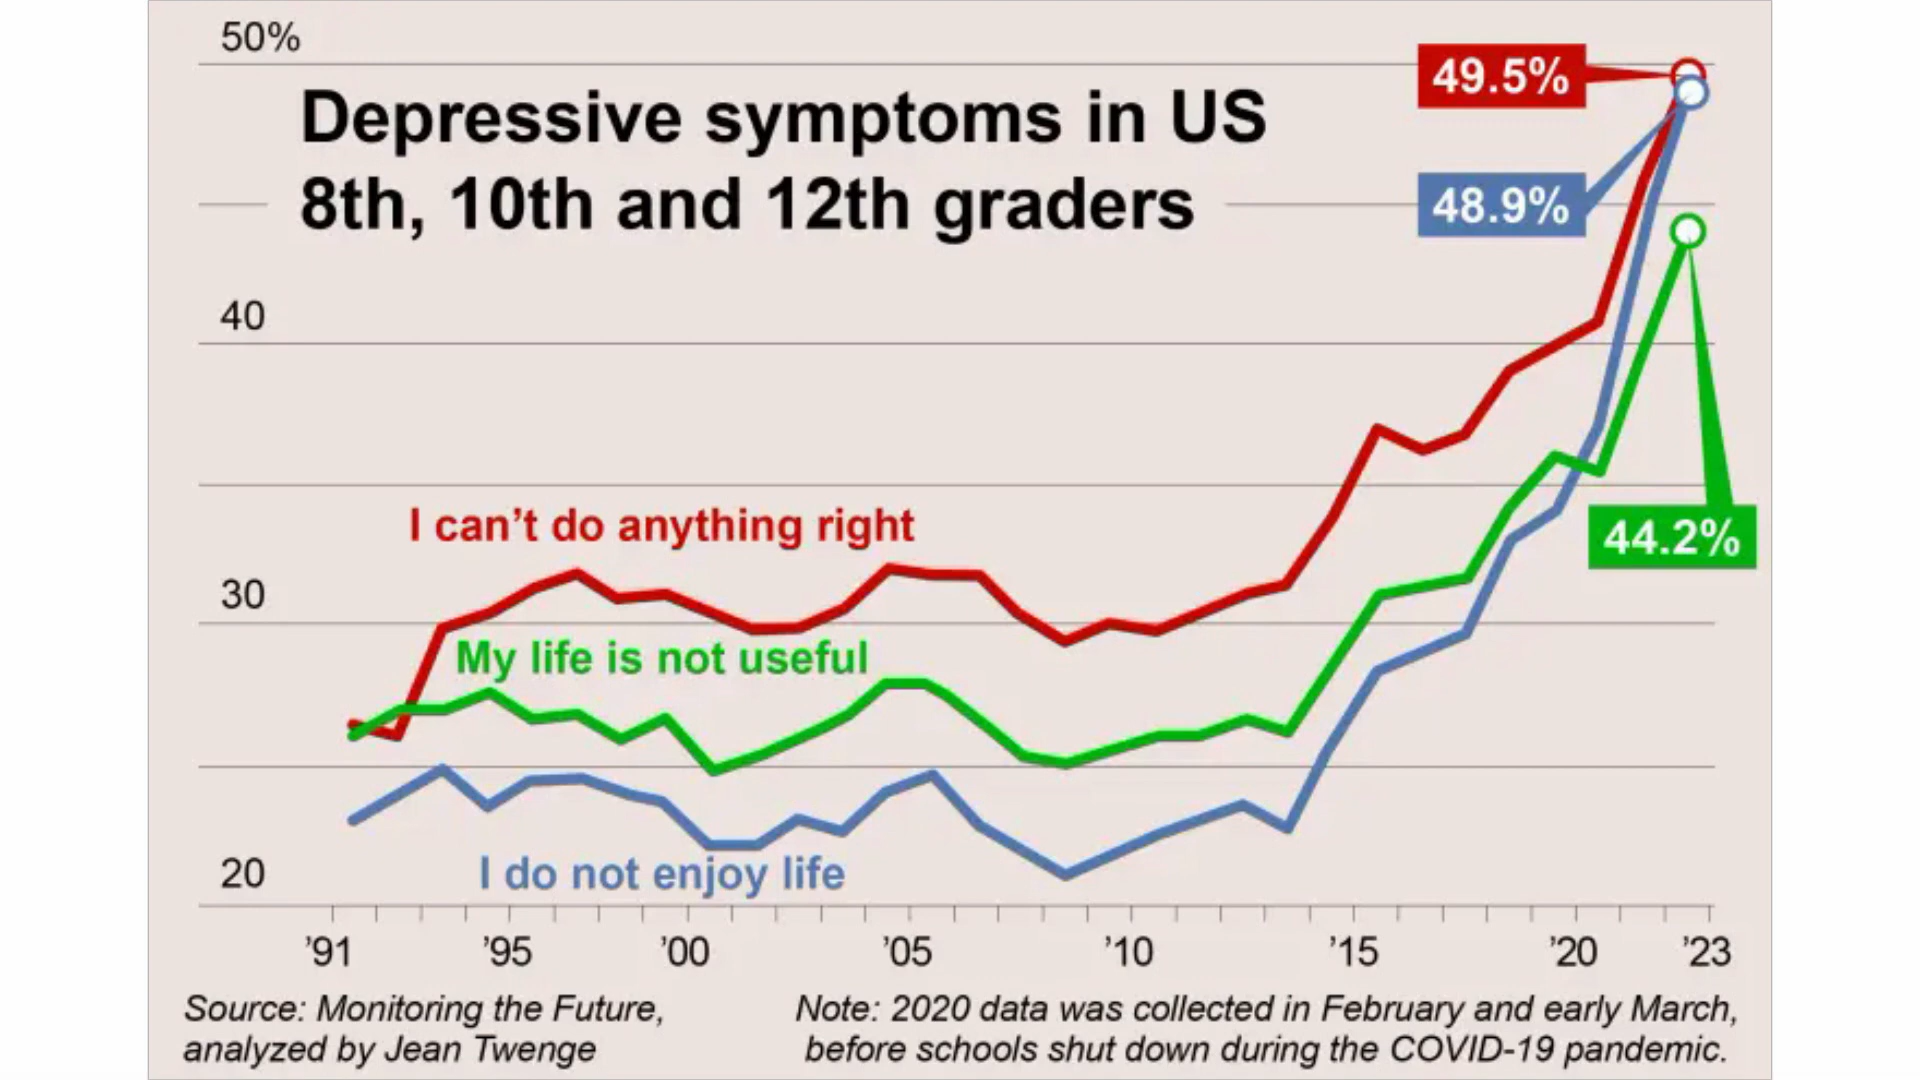 50%
Depressive symptoms in US
8th, 10th and 12th graders
49.5%
48.9%
40
I can't do anything right
44.2%
30
My life is not useful
20
I do not enjoy life
’91 ’95 ’00 ’05 ’10 ’15 ’20 ’23
Source: Monitoring the Future,
analyzed by Jean Twenge
Note: 2020 data was collected in February and early March,
before schools shut down during the COVID-19 pandemic.